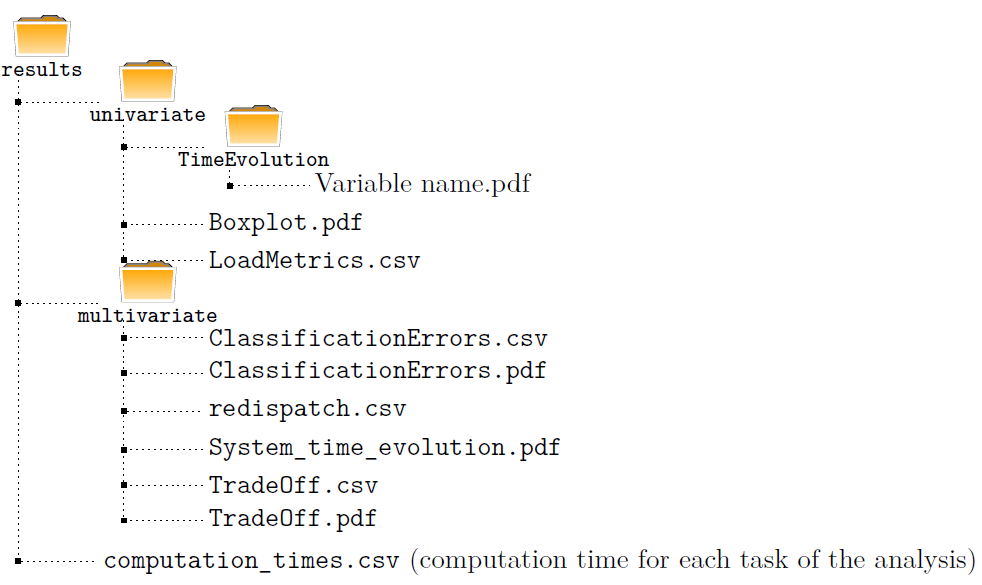 results
univariate
TimeEvolution
Variable name.pdf
Boxplot.pdf
LoadMetrics.csv
multivariate
ClassificationErrors.csv
ClassificationErrors.pdf
redispatch.csv
System_time_evolution.pdf
TradeOff.csv
TradeOff.pdf
computation_times.csv (computation time for each task of the analysis)